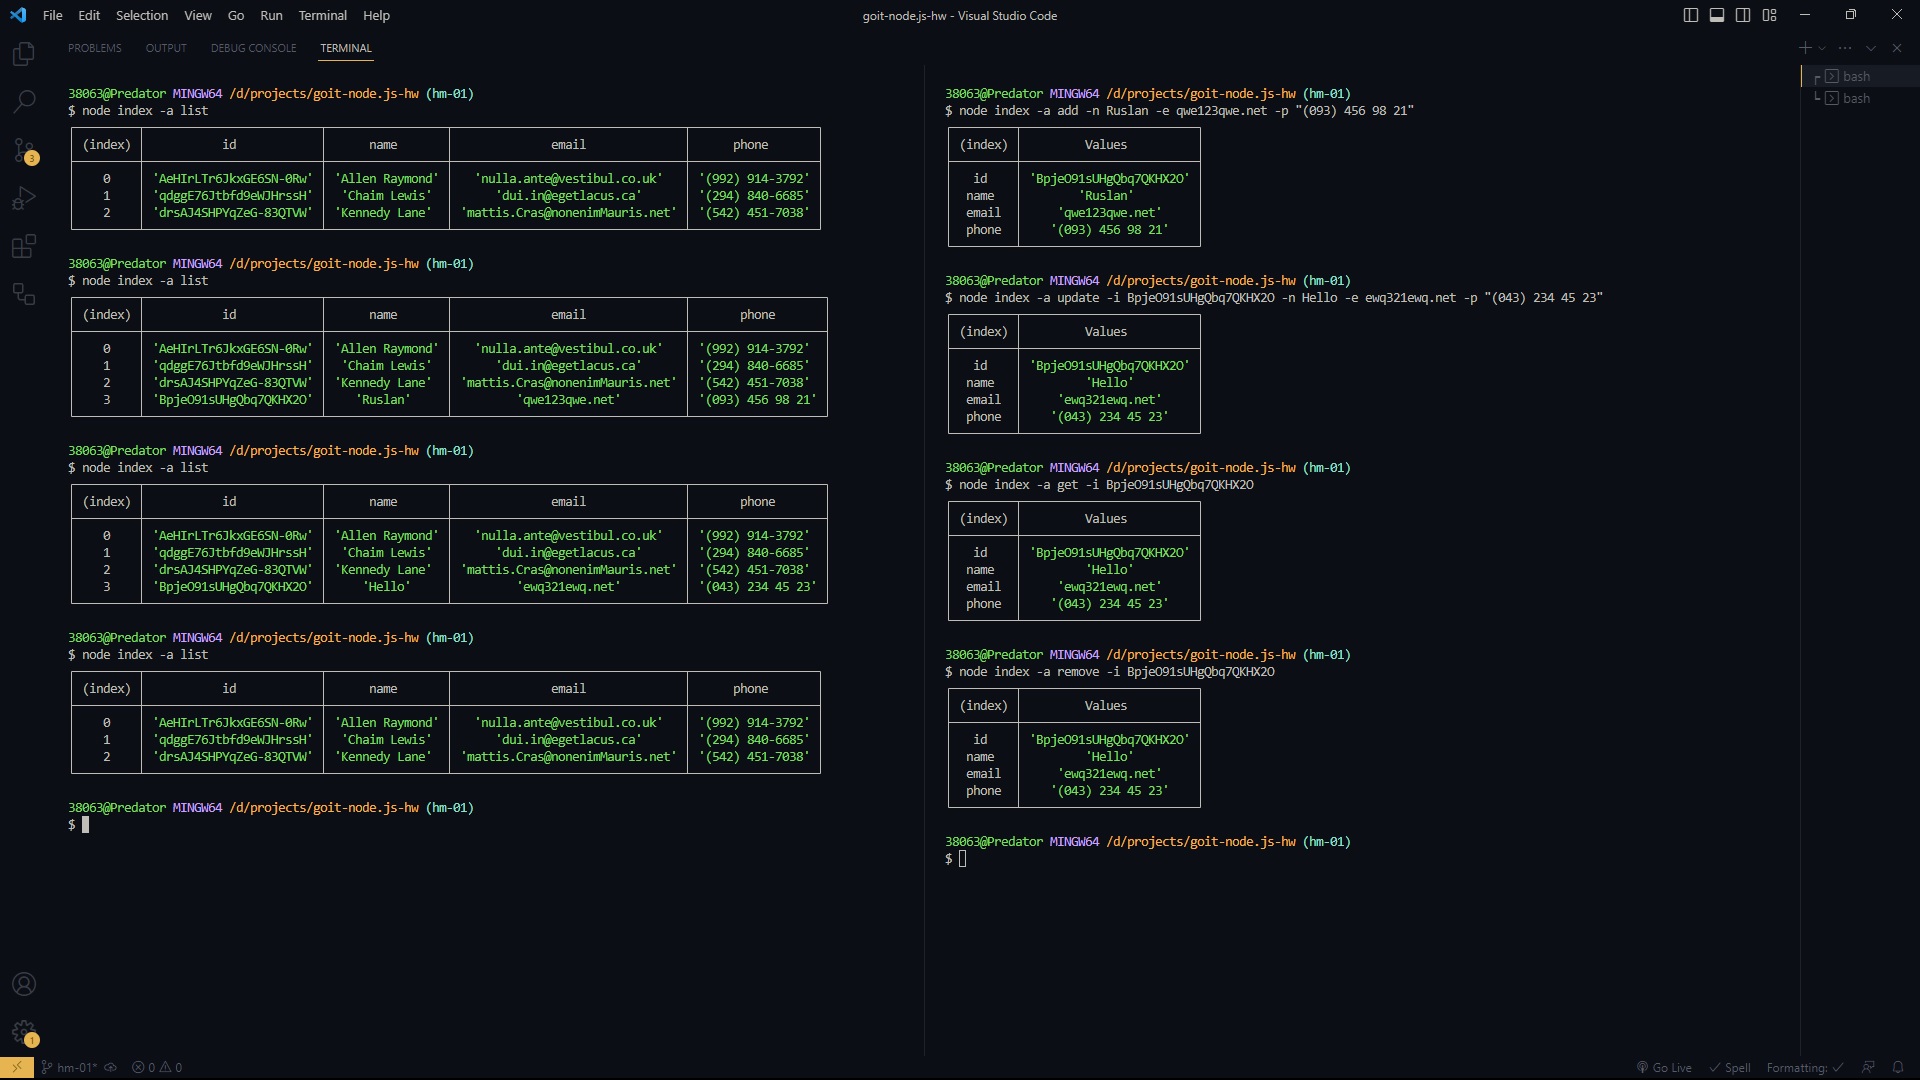 File Edit Selection View Go Run Terminal Help
goit-node.js-hw - Visual Studio Code
PROBLEMS OUTPUT DEBUG CONSOLE TERMINAL
38063@Predator MINGW64 /d/projects/goit-node.js-hw (hm-01)
$ node index -a list
(index) id name email phone
0 'AeHIrLTr6JkxGE6SN-0Rw' 'Allen Raymond' 'nulla.ante@vestibul.co.uk' '(992) 914-3792'
1 'qdggE76Jtbfd9eWJHrssH' 'Chaim Lewis' 'dui.in@egetlacus.ca' '(294) 840-6685'
2 'drsAJ4SHPYqZeG-83QTVW' 'Kennedy Lane' 'mattis.Cras@nonenimMauris.net' '(542) 451-7038'
38063@Predator MINGW64 /d/projects/goit-node.js-hw (hm-01)
$ node index -a list
(index) id name email phone
0 'AeHIrLTr6JkxGE6SN-0Rw' 'Allen Raymond' 'nulla.ante@vestibul.co.uk' '(992) 914-3792'
1 'qdggE76Jtbfd9eWJHrssH' 'Chaim Lewis' 'dui.in@egetlacus.ca' '(294) 840-6685'
2 'drsAJ4SHPYqZeG-83QTVW' 'Kennedy Lane' 'mattis.Cras@nonenimMauris.net' '(542) 451-7038'
3 'BpjeO91sUHgQbq7QKHX2O' 'Ruslan' 'qwe123qwe.net' '(093) 456 98 21'
38063@Predator MINGW64 /d/projects/goit-node.js-hw (hm-01)
$ node index -a list
(index) id name email phone
0 'AeHIrLTr6JkxGE6SN-0Rw' 'Allen Raymond' 'nulla.ante@vestibul.co.uk' '(992) 914-3792'
1 'qdggE76Jtbfd9eWJHrssH' 'Chaim Lewis' 'dui.in@egetlacus.ca' '(294) 840-6685'
2 'drsAJ4SHPYqZeG-83QTVW' 'Kennedy Lane' 'mattis.Cras@nonenimMauris.net' '(542) 451-7038'
3 'BpjeO91sUHgQbq7QKHX2O' 'Hello' 'ewq321ewq.net' '(043) 234 45 23'
38063@Predator MINGW64 /d/projects/goit-node.js-hw (hm-01)
$ node index -a list
(index) id name email phone
0 'AeHIrLTr6JkxGE6SN-0Rw' 'Allen Raymond' 'nulla.ante@vestibul.co.uk' '(992) 914-3792'
1 'qdggE76Jtbfd9eWJHrssH' 'Chaim Lewis' 'dui.in@egetlacus.ca' '(294) 840-6685'
2 'drsAJ4SHPYqZeG-83QTVW' 'Kennedy Lane' 'mattis.Cras@nonenimMauris.net' '(542) 451-7038'
38063@Predator MINGW64 /d/projects/goit-node.js-hw (hm-01)
$
38063@Predator MINGW64 /d/projects/goit-node.js-hw (hm-01)
$ node index -a add -n Ruslan -e qwe123qwe.net -p "(093) 456 98 21"
(index) Values
id 'BpjeO91sUHgQbq7QKHX2O'
name 'Ruslan'
email 'qwe123qwe.net'
phone '(093) 456 98 21'
38063@Predator MINGW64 /d/projects/goit-node.js-hw (hm-01)
$ node index -a update -i BpjeO91sUHgQbq7QKHX2O -n Hello -e ewq321ewq.net -p "(043) 234 45 23"
(index) Values
id 'BpjeO91sUHgQbq7QKHX2O'
name 'Hello'
email 'ewq321ewq.net'
phone '(043) 234 45 23'
38063@Predator MINGW64 /d/projects/goit-node.js-hw (hm-01)
$ node index -a get -i BpjeO91sUHgQbq7QKHX2O
(index) Values
id 'BpjeO91sUHgQbq7QKHX2O'
name 'Hello'
email 'ewq321ewq.net'
phone '(043) 234 45 23'
38063@Predator MINGW64 /d/projects/goit-node.js-hw (hm-01)
$ node index -a remove -i BpjeO91sUHgQbq7QKHX2O
(index) Values
id 'BpjeO91sUHgQbq7QKHX2O'
name 'Hello'
email 'ewq321ewq.net'
phone '(043) 234 45 23'
38063@Predator MINGW64 /d/projects/goit-node.js-hw (hm-01)
$
bash
bash
3
1
hm-01* 0 0
Go Live Spell Formatting: